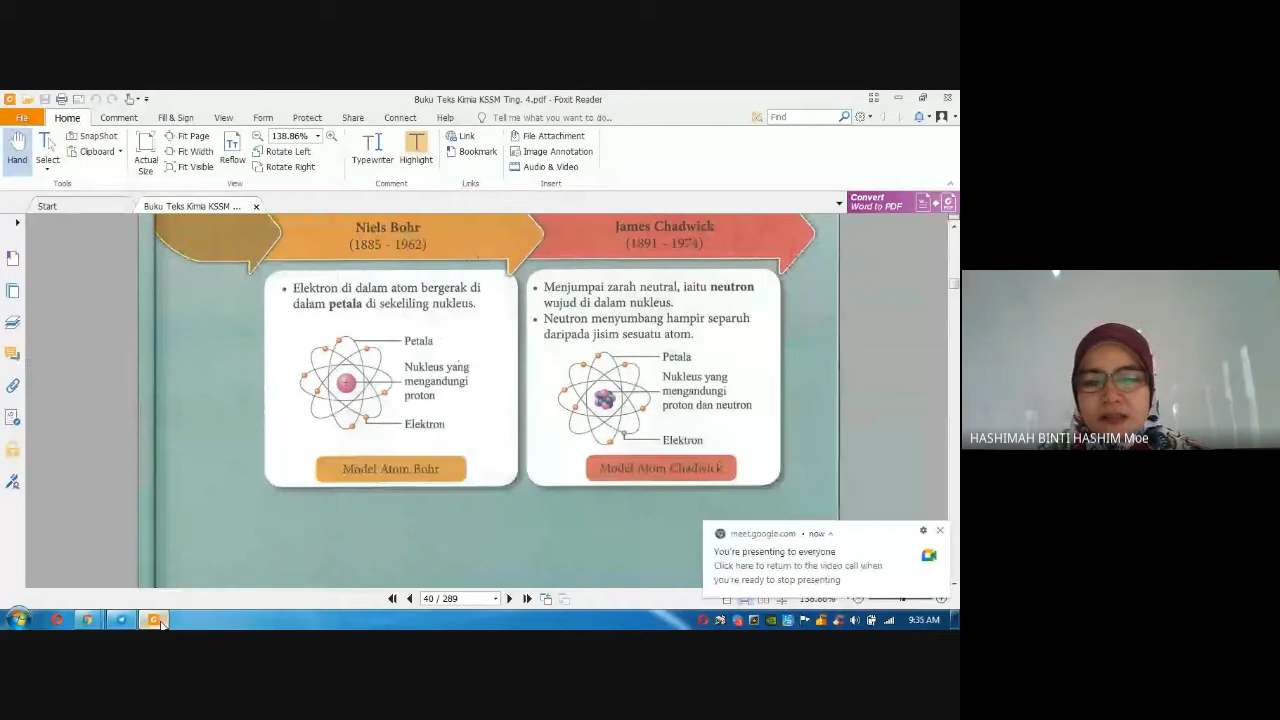 Buku Teks Kimia KSSM Ting. 4.pdf - Foxit Reader
File Home Comment Fill & Sign View Form Protect Share Connect Help Tell me what you want to do.. Find
Hand
Select
SnapShot
Clipboard
Actual Size
Fit Page
Fit Width
Fit Visible
Reflow
138.86%
Rotate Left
Rotate Right
Typewriter
Highlight
Link
Bookmark
File Attachment
Image Annotation
Audio & Video
Tools View Comment Links Insert
Start
Buku Teks Kimia KSSM ...
Convert
Word to PDF
Niels Bohr
(1885 - 1962)
James Chadwick
(1891 - 1974)
• Elektron di dalam atom bergerak di
dalam petala di sekeliling nukleus.
Petala
Nukleus yang
mengandungi
proton
Elektron
Model Atom Bohr
• Menjumpai zarah neutral, iaitu neutron
wujud di dalam nukleus.
• Neutron menyumbang hampir separuh
daripada jisim sesuatu atom.
Petala
Nukleus yang
mengandungi
proton dan neutron
Elektron
Model Atom Chadwick
HASHIMAH BINTI HASHIM Moe
meet.google.com • now
You're presenting to everyone
Click here to return to the video call when
you're ready to stop presenting
40 / 289
138.86%
9:35 AM